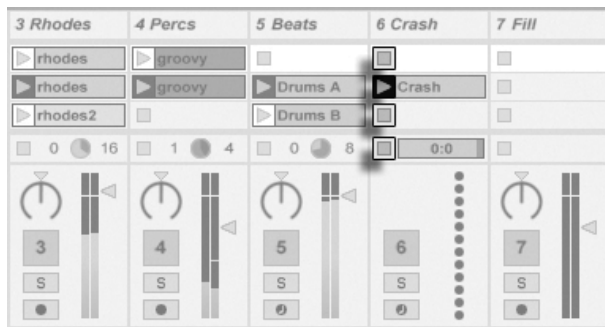 3 Rhodes 4 Percs 5 Beats 6 Crash 7 Fill
rhodes groovy
rhodes groovy Drums A Crash
rhodes2 Drums B
0 16 1 4 0 8 0:0
3 4 5 6 7
S S S S S